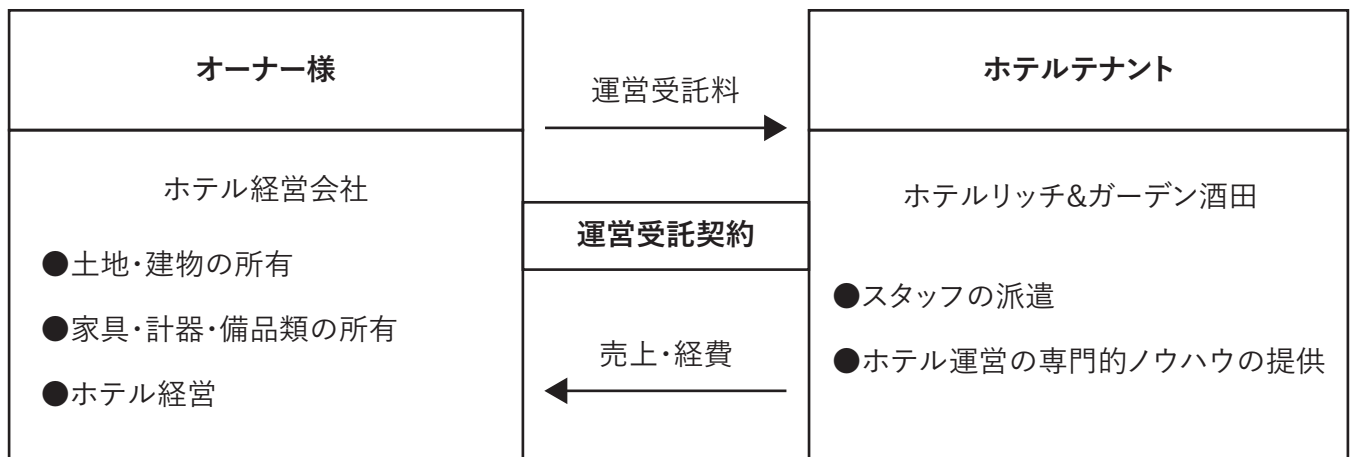 オーナー様
ホテル経営会社
●土地・建物の所有
●家具・計器・備品類の所有
●ホテル経営
運営受託料
運営受託契約
売上・経費
ホテルテナント
ホテルリッチ&ガーデン酒田
●スタッフの派遣
●ホテル運営の専門的ノウハウの提供